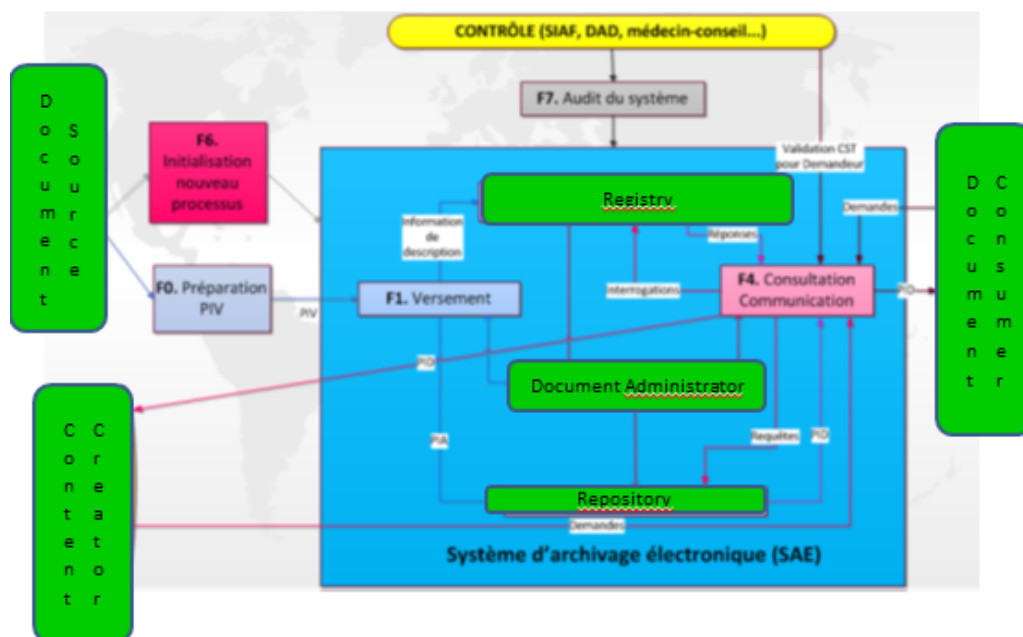 CONTRÔLE (SIAF, DAD, médecin-conseil...)
F7. Audit du système
Document
Source
F6.
Initialisation
nouveau
processus
Validation CST
pour Demandeur
Document
Consumer
Registry
Demandes
Information
de
description
Réponses
F0. Préparation
PIV
PIV
F1. Versement
Interrogations
F4. Consultation
Communication
PID
PID
Document Administrator
Content
Creator
PIA
Requêtes
PID
Repository
Demandes
Système d'archivage électronique (SAE)